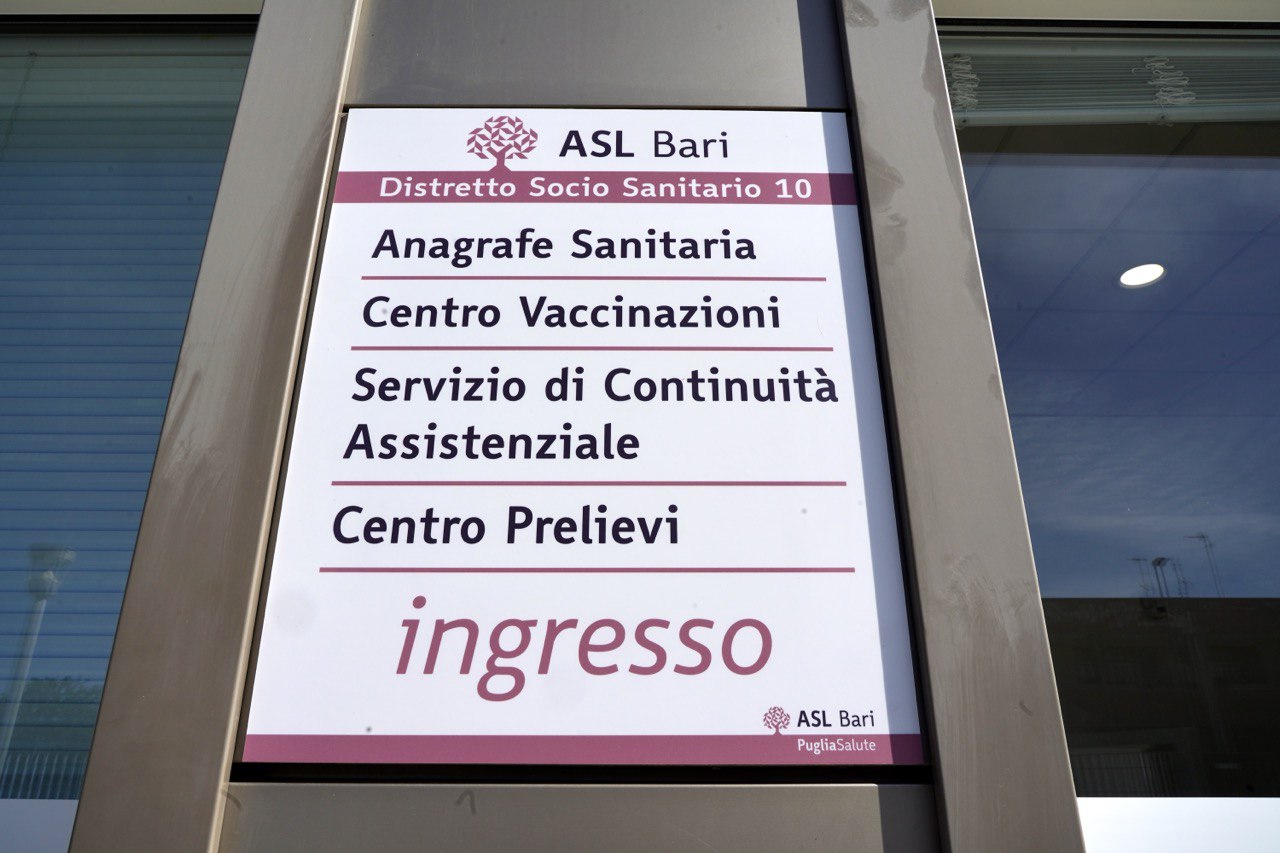 ASL Bari
Distretto Socio Sanitario 10
Anagrafe Sanitaria
Centro Vaccinazioni
Servizio di Continuità
Assistenziale
Centro Prelievi
ingresso
ASL Bari
PugliaSalute